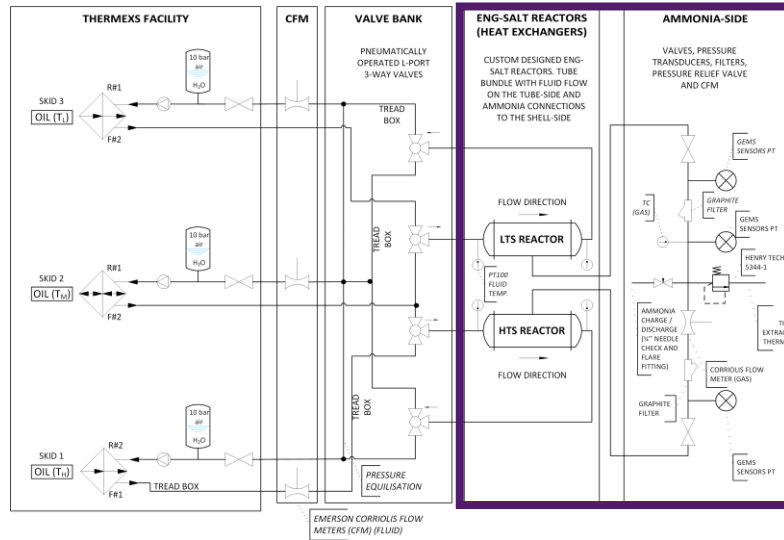 THERMEXS FACILITY
CFM
VALVE BANK
ENG-SALT REACTORS
(HEAT EXCHANGERS)
AMMONIA-SIDE
PNEUMATICALLY
OPERATED L-PORT
3-WAY VALVES
CUSTOM DESIGNED ENG-
SALT REACTORS. TUBE
BUNDLE WITH FLUID FLOW
ON THE TUBE-SIDE AND
AMMONIA CONNECTIONS
TO THE SHELL-SIDE
VALVES, PRESSURE
TRANSDUCERS, FILTERS,
PRESSURE RELIEF VALVE
AND CFM
10 bar
air
H₂O
R#1
SKID 3
OIL (T_L)
F#2
10 bar
air
H₂O
R#1
SKID 2
OIL (T_M)
F#2
10 bar
air
H₂O
R#2
SKID 1
OIL (T_H)
F#1
TREAD BOX
EMERSON CORRIOLIS FLOW
METERS (CFM) (FLUID)
TREAD
BOX
TREAD
BOX
TREAD
BOX
TREAD
BOX
PRESSURE
EQUILISATION
FLOW DIRECTION
LTS REACTOR
PT100
FLUID
TEMP.
HTS REACTOR
FLOW DIRECTION
GEMS
SENSORS PT
GRAPHITE
FILTER
TC
(GAS)
GEMS
SENSORS PT
HENRY TECH
5344-1
AMMONIA
CHARGE /
DISCHARGE
(¼" NEEDLE
CHECK AND
FLARE
FITTING)
EXTRAC
THERM
CORRIOLIS FLOW
METER (GAS)
GRAPHITE
FILTER
GEMS
SENSORS PT